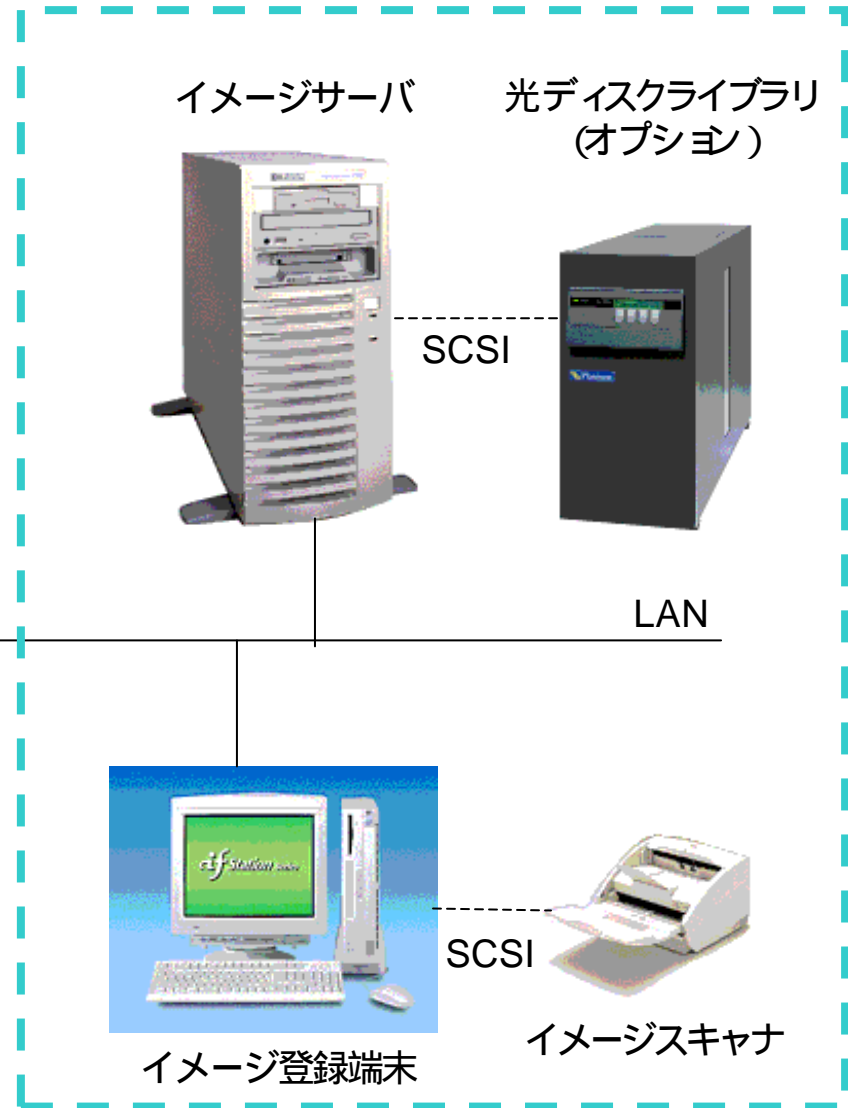 イメージサーバ
光ディスクライブラリ
(オプション)
SCSI
LAN
if Station
SCSI
イメージスキャナ
イメージ登録端末